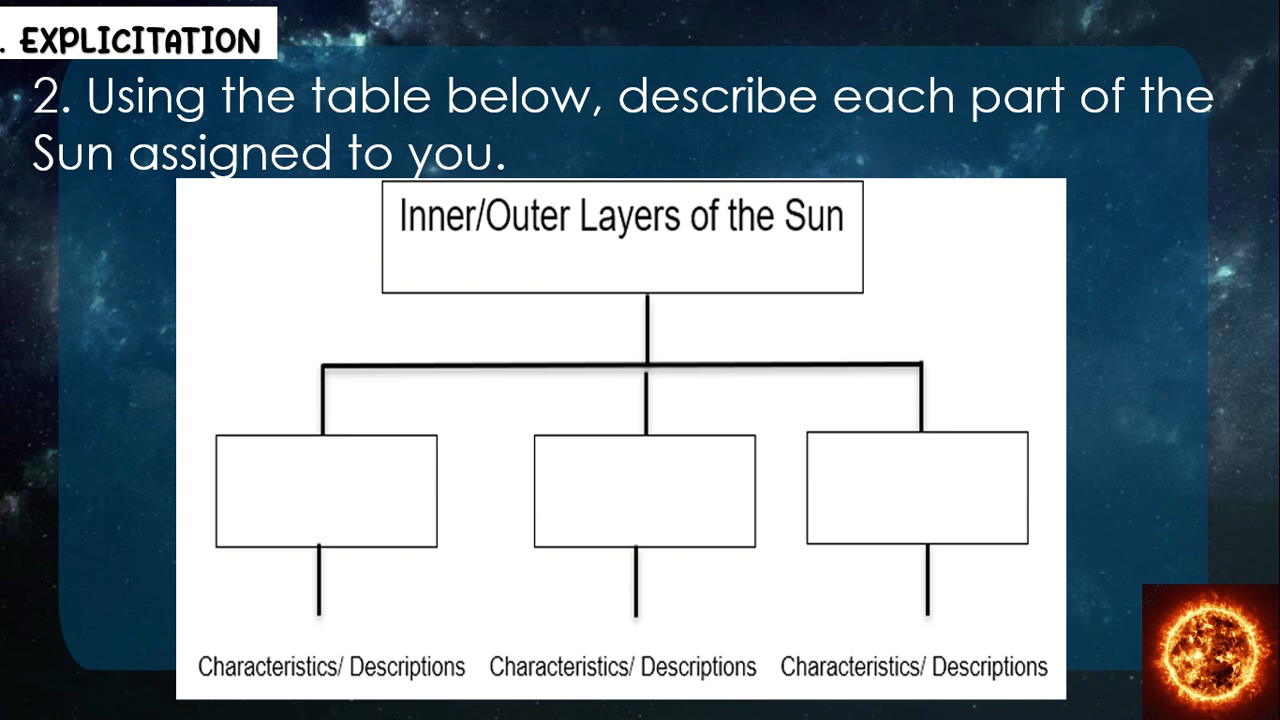 . EXPLICITATION
2. Using the table below, describe each part of the
Sun assigned to you.
Inner/Outer Layers of the Sun
Characteristics/ Descriptions
Characteristics/ Descriptions
Characteristics/ Descriptions